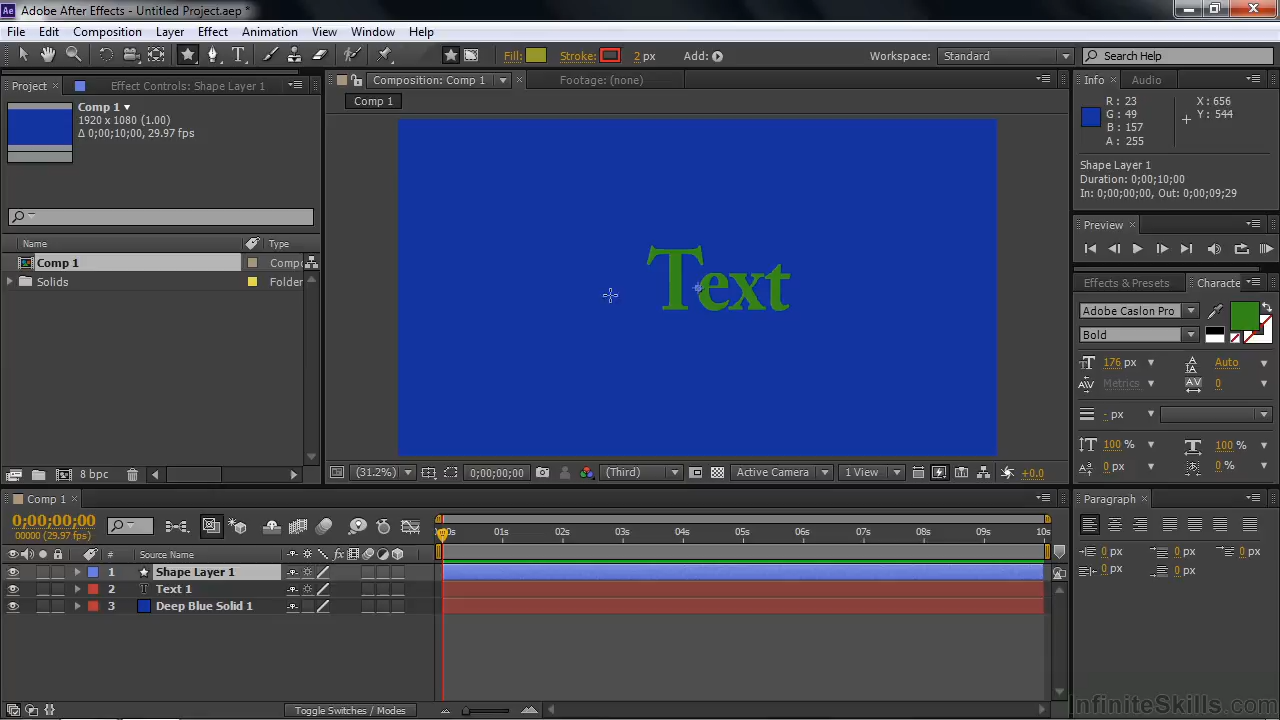 Ae Adobe After Effects - Untitled Project.aep *
File Edit Composition Layer Effect Animation View Window Help
Fill: Stroke: 2 px Add: Workspace: Standard Search Help
Project Effect Controls: Shape Layer 1
Comp 1
1920 x 1080 (1.00)
Δ 0;00;10;00, 29.97 fps
Name Type
Comp 1 Compo
Solids Folder
8 bpc
Composition: Comp 1 Footage: (none)
Comp 1
Text
(31.2%) 0;00;00;00 (Third) Active Camera 1 View +0.0
Info Audio
R : 23 X : 656
G : 49 Y : 544
B : 157
A : 255
Shape Layer 1
Duration: 0;00;10;00
In: 0;00;00;00, Out: 0;00;09;29
Preview
Effects & Presets Characte
Adobe Caslon Pro
Bold
176 px Auto
Metrics 0
- px
100 % 100 %
0 px 0 %
Paragraph
0 px 0 px 0 px
0 px 0 px
Comp 1
0;00;00;00
00000 (29.97 fps)
00s 01s 02s 03s 04s 05s 06s 07s 08s 09s 10s
# Source Name fx
1 Shape Layer 1
2 T Text 1
3 Deep Blue Solid 1
Toggle Switches / Modes
InfiniteSkills.com